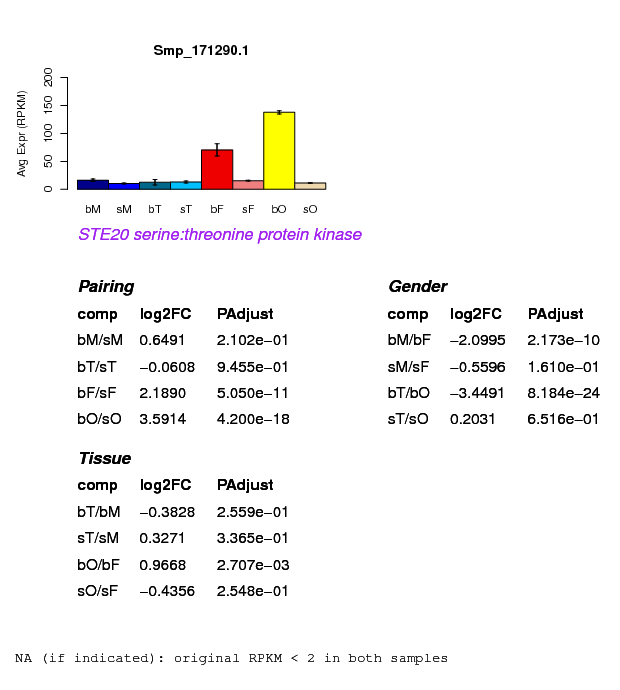 Smp_171290.1
Avg Expr (RPKM)
200
150
100
50
0
bM sM bT sT bF sF bO sO
STE20 serine:threonine protein kinase
Pairing
comp log2FC PAdjust
bM/sM 0.6491 2.102e−01
bT/sT −0.0608 9.455e−01
bF/sF 2.1890 5.050e−11
bO/sO 3.5914 4.200e−18
Gender
comp log2FC PAdjust
bM/bF −2.0995 2.173e−10
sM/sF −0.5596 1.610e−01
bT/bO −3.4491 8.184e−24
sT/sO 0.2031 6.516e−01
Tissue
comp log2FC PAdjust
bT/bM −0.3828 2.559e−01
sT/sM 0.3271 3.365e−01
bO/bF 0.9668 2.707e−03
sO/sF −0.4356 2.548e−01
NA (if indicated): original RPKM < 2 in both samples